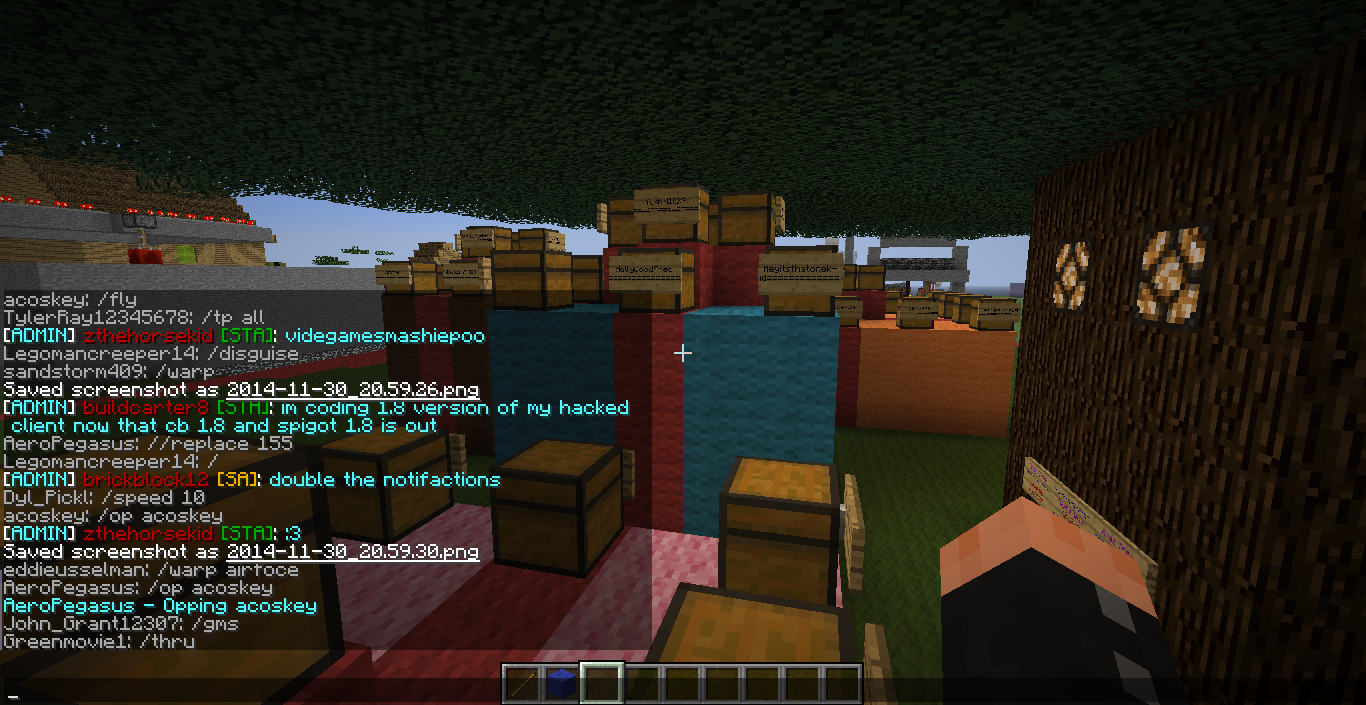 HollywoodFrec
================
Heyitsthatonek-
id==============
acoskey: /fly
TylerRay12345678: /tp all
[ADMIN] zthehorsekid [STA]: videgamesmashiepoo
Legomancreeper14: /disguise
sandstorm409: /warp
Saved screenshot as 2014-11-30_20.59.26.png
[ADMIN] buildcarter8 [STA]: im coding 1.8 version of my hacked
client now that cb 1.8 and spigot 1.8 is out
AeroPegasus: //replace 155
Legomancreeper14: /
[ADMIN] brickblock12 [SA]: double the notifactions
Dyl_Pickl: /speed 10
acoskey: /op acoskey
[ADMIN] zthehorsekid [STA]: :3
Saved screenshot as 2014-11-30_20.59.30.png
eddieusselman: /warp airfoce
AeroPegasus: /op acoskey
AeroPegasus - Opping acoskey
John_Grant12307: /gms
Greenmovie1: /thru
_